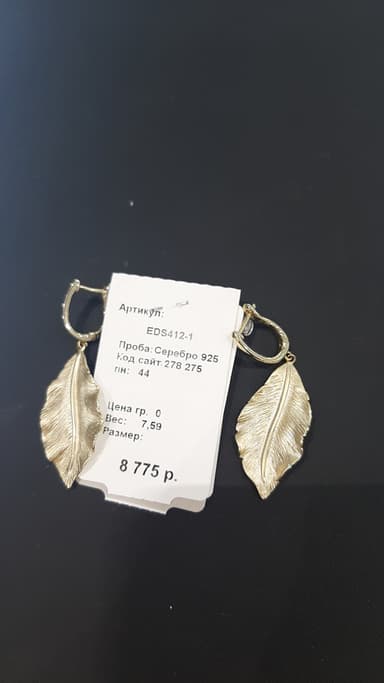 Артикул:
EDS412-1
Проба: Серебро 925
Код сайт: 278 275
пн: 44
Цена гр. 0
Вес: 7,59
Размер:
8 775 р.